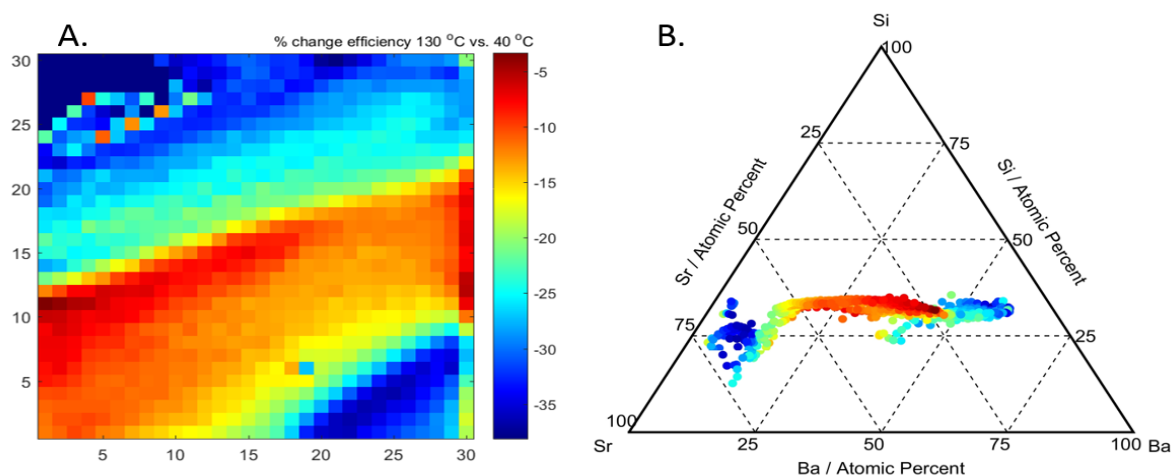 A.
% change efficiency 130 °C vs. 40 °C
30
25
20
15
10
5
5 10 15 20 25 30
-5
-10
-15
-20
-25
-30
-35
B.
Si
100
25 75
Sr / Atomic Percent
Si / Atomic Percent
50 50
75 25
100 100
Sr 25 50 75 Ba
Ba / Atomic Percent